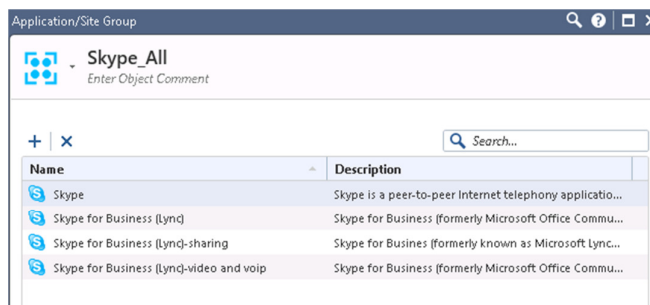 Application/Site Group
Skype_All
Enter Object Comment
Search...
Name Description
Skype Skype is a peer-to-peer Internet telephony applicatio...
Skype for Business (Lync) Skype for Business (formerly Microsoft Office Commu...
Skype for Business (Lync)-sharing Skype for Busines (formerly known as Microsoft Lync...
Skype for Business (Lync)-video and voip Skype for Business (formerly Microsoft Office Commu...